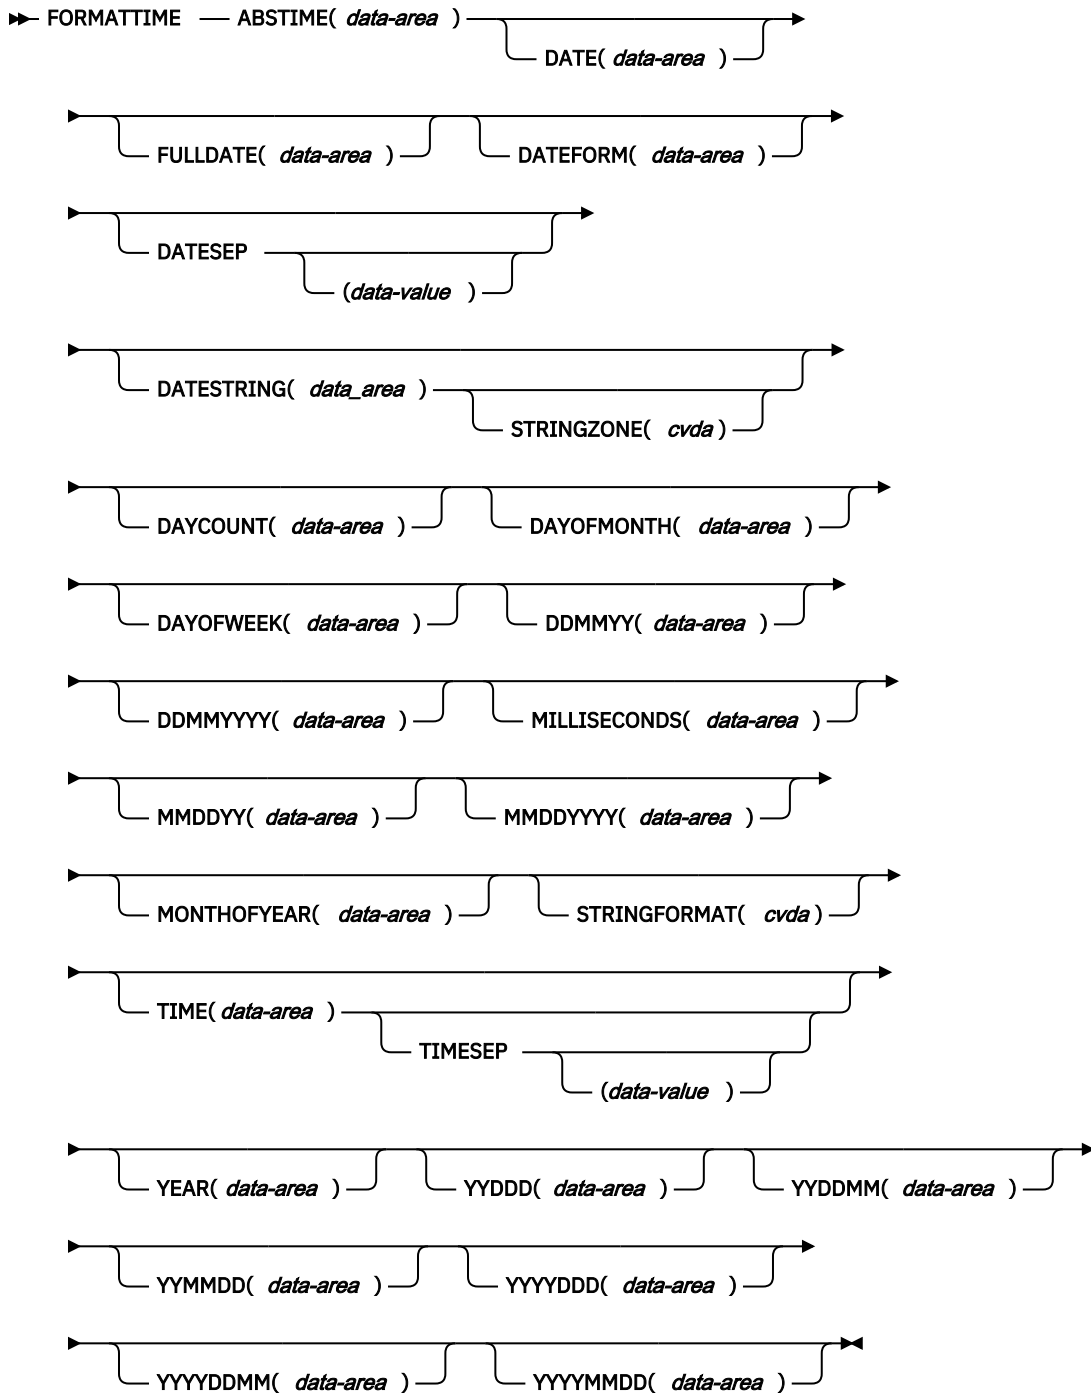 FORMATTIME ABSTIME( data-area )
DATE( data-area )
FULLDATE( data-area ) DATEFORM( data-area )
DATESEP
(data-value )
DATESTRING( data_area )
STRINGZONE( cvda )
DAYCOUNT( data-area ) DAYOFMONTH( data-area )
DAYOFWEEK( data-area ) DDMMYY( data-area )
DDMMYYYY( data-area ) MILLISECONDS( data-area )
MMDDYY( data-area ) MMDDYYYY( data-area )
MONTHOFYEAR( data-area ) STRINGFORMAT( cvda )
TIME( data-area )
TIMESEP
(data-value )
YEAR( data-area ) YYDDD( data-area ) YYDDMM( data-area )
YYMMDD( data-area ) YYYYDDD( data-area )
YYYYDDMM( data-area ) YYYYMMDD( data-area )